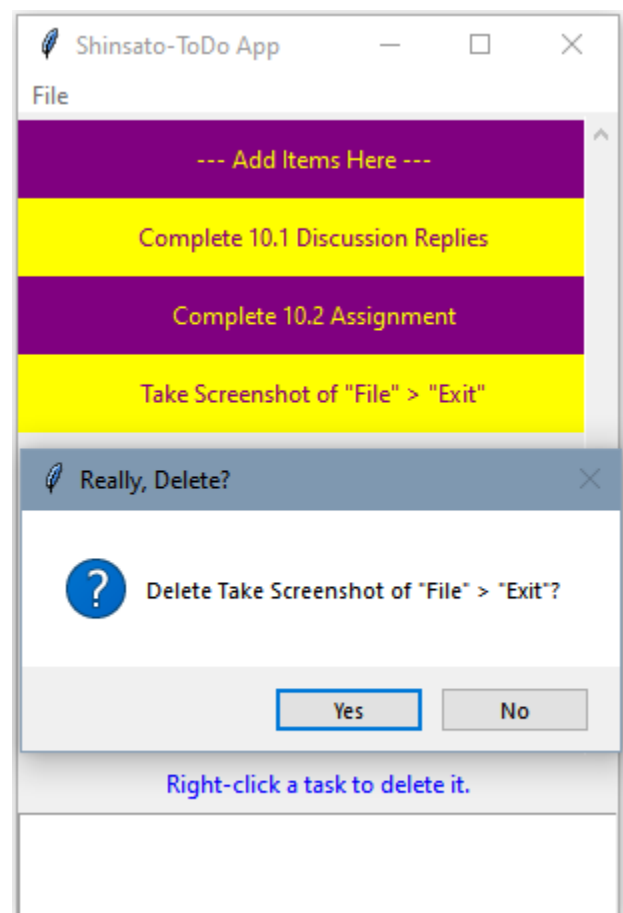 Shinsato-ToDo App
File
--- Add Items Here ---
Complete 10.1 Discussion Replies
Complete 10.2 Assignment
Take Screenshot of "File" > "Exit"
Really, Delete?
Delete Take Screenshot of "File" > "Exit"?
Yes No
Right-click a task to delete it.